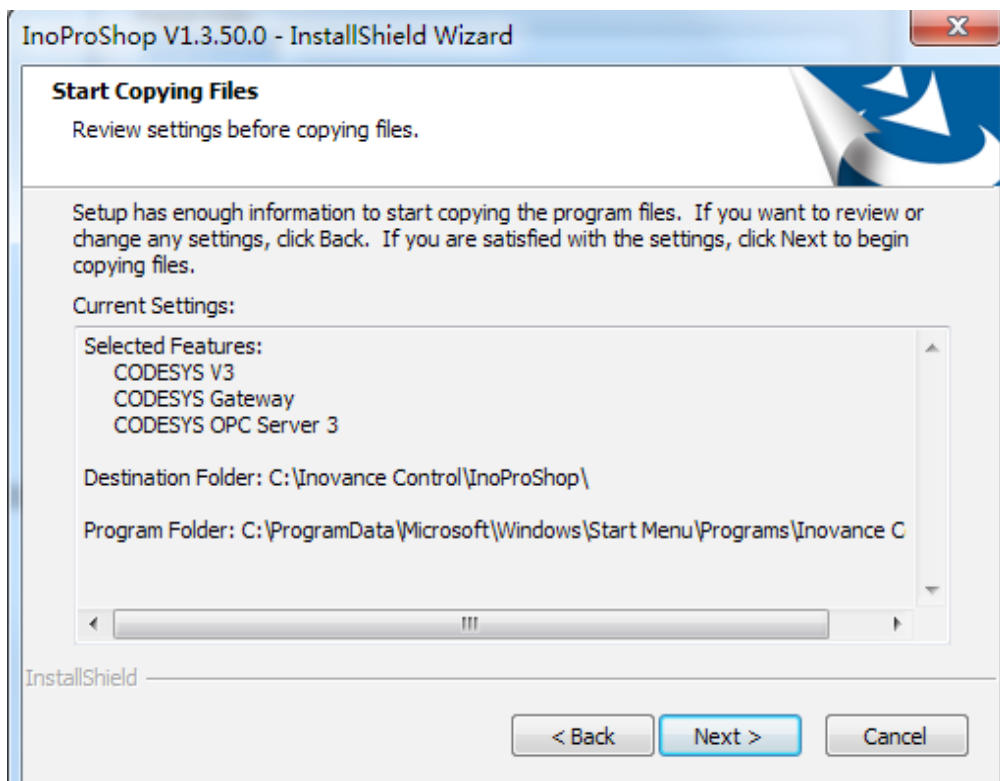 InoProShop V1.3.50.0 - InstallShield Wizard
Start Copying Files
Review settings before copying files.
Setup has enough information to start copying the program files. If you want to review or
change any settings, click Back. If you are satisfied with the settings, click Next to begin
copying files.
Current Settings:
Selected Features:
CODESYS V3
CODESYS Gateway
CODESYS OPC Server 3
Destination Folder: C:\Inovance Control\InoProShop\
Program Folder: C:\ProgramData\Microsoft\Windows\Start Menu\Programs\Inovance C
InstallShield
< Back
Next >
Cancel